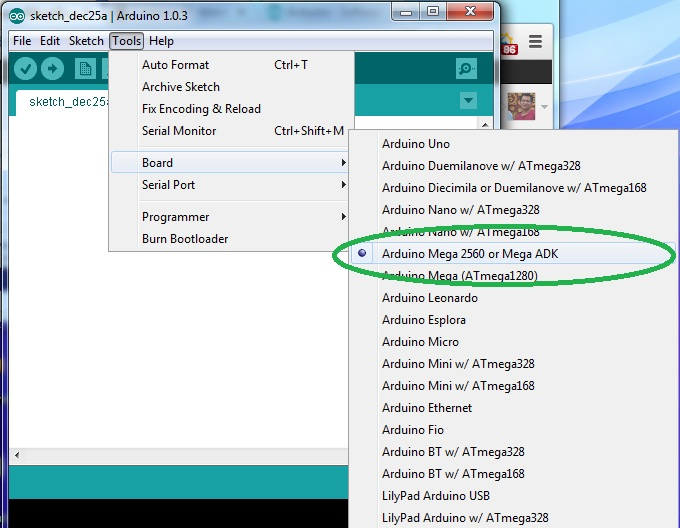 sketch_dec25a | Arduino 1.0.3
File Edit Sketch Tools Help
sketch_dec25a
Auto Format Ctrl+T
Archive Sketch
Fix Encoding & Reload
Serial Monitor Ctrl+Shift+M
Board
Serial Port
Programmer
Burn Bootloader
Arduino Uno
Arduino Duemilanove w/ ATmega328
Arduino Diecimila or Duemilanove w/ ATmega168
Arduino Nano w/ ATmega328
Arduino Nano w/ ATmega168
Arduino Mega 2560 or Mega ADK
Arduino Mega (ATmega1280)
Arduino Leonardo
Arduino Esplora
Arduino Micro
Arduino Mini w/ ATmega328
Arduino Mini w/ ATmega168
Arduino Ethernet
Arduino Fio
Arduino BT w/ ATmega328
Arduino BT w/ ATmega168
LilyPad Arduino USB
LilyPad Arduino w/ ATmega328
86